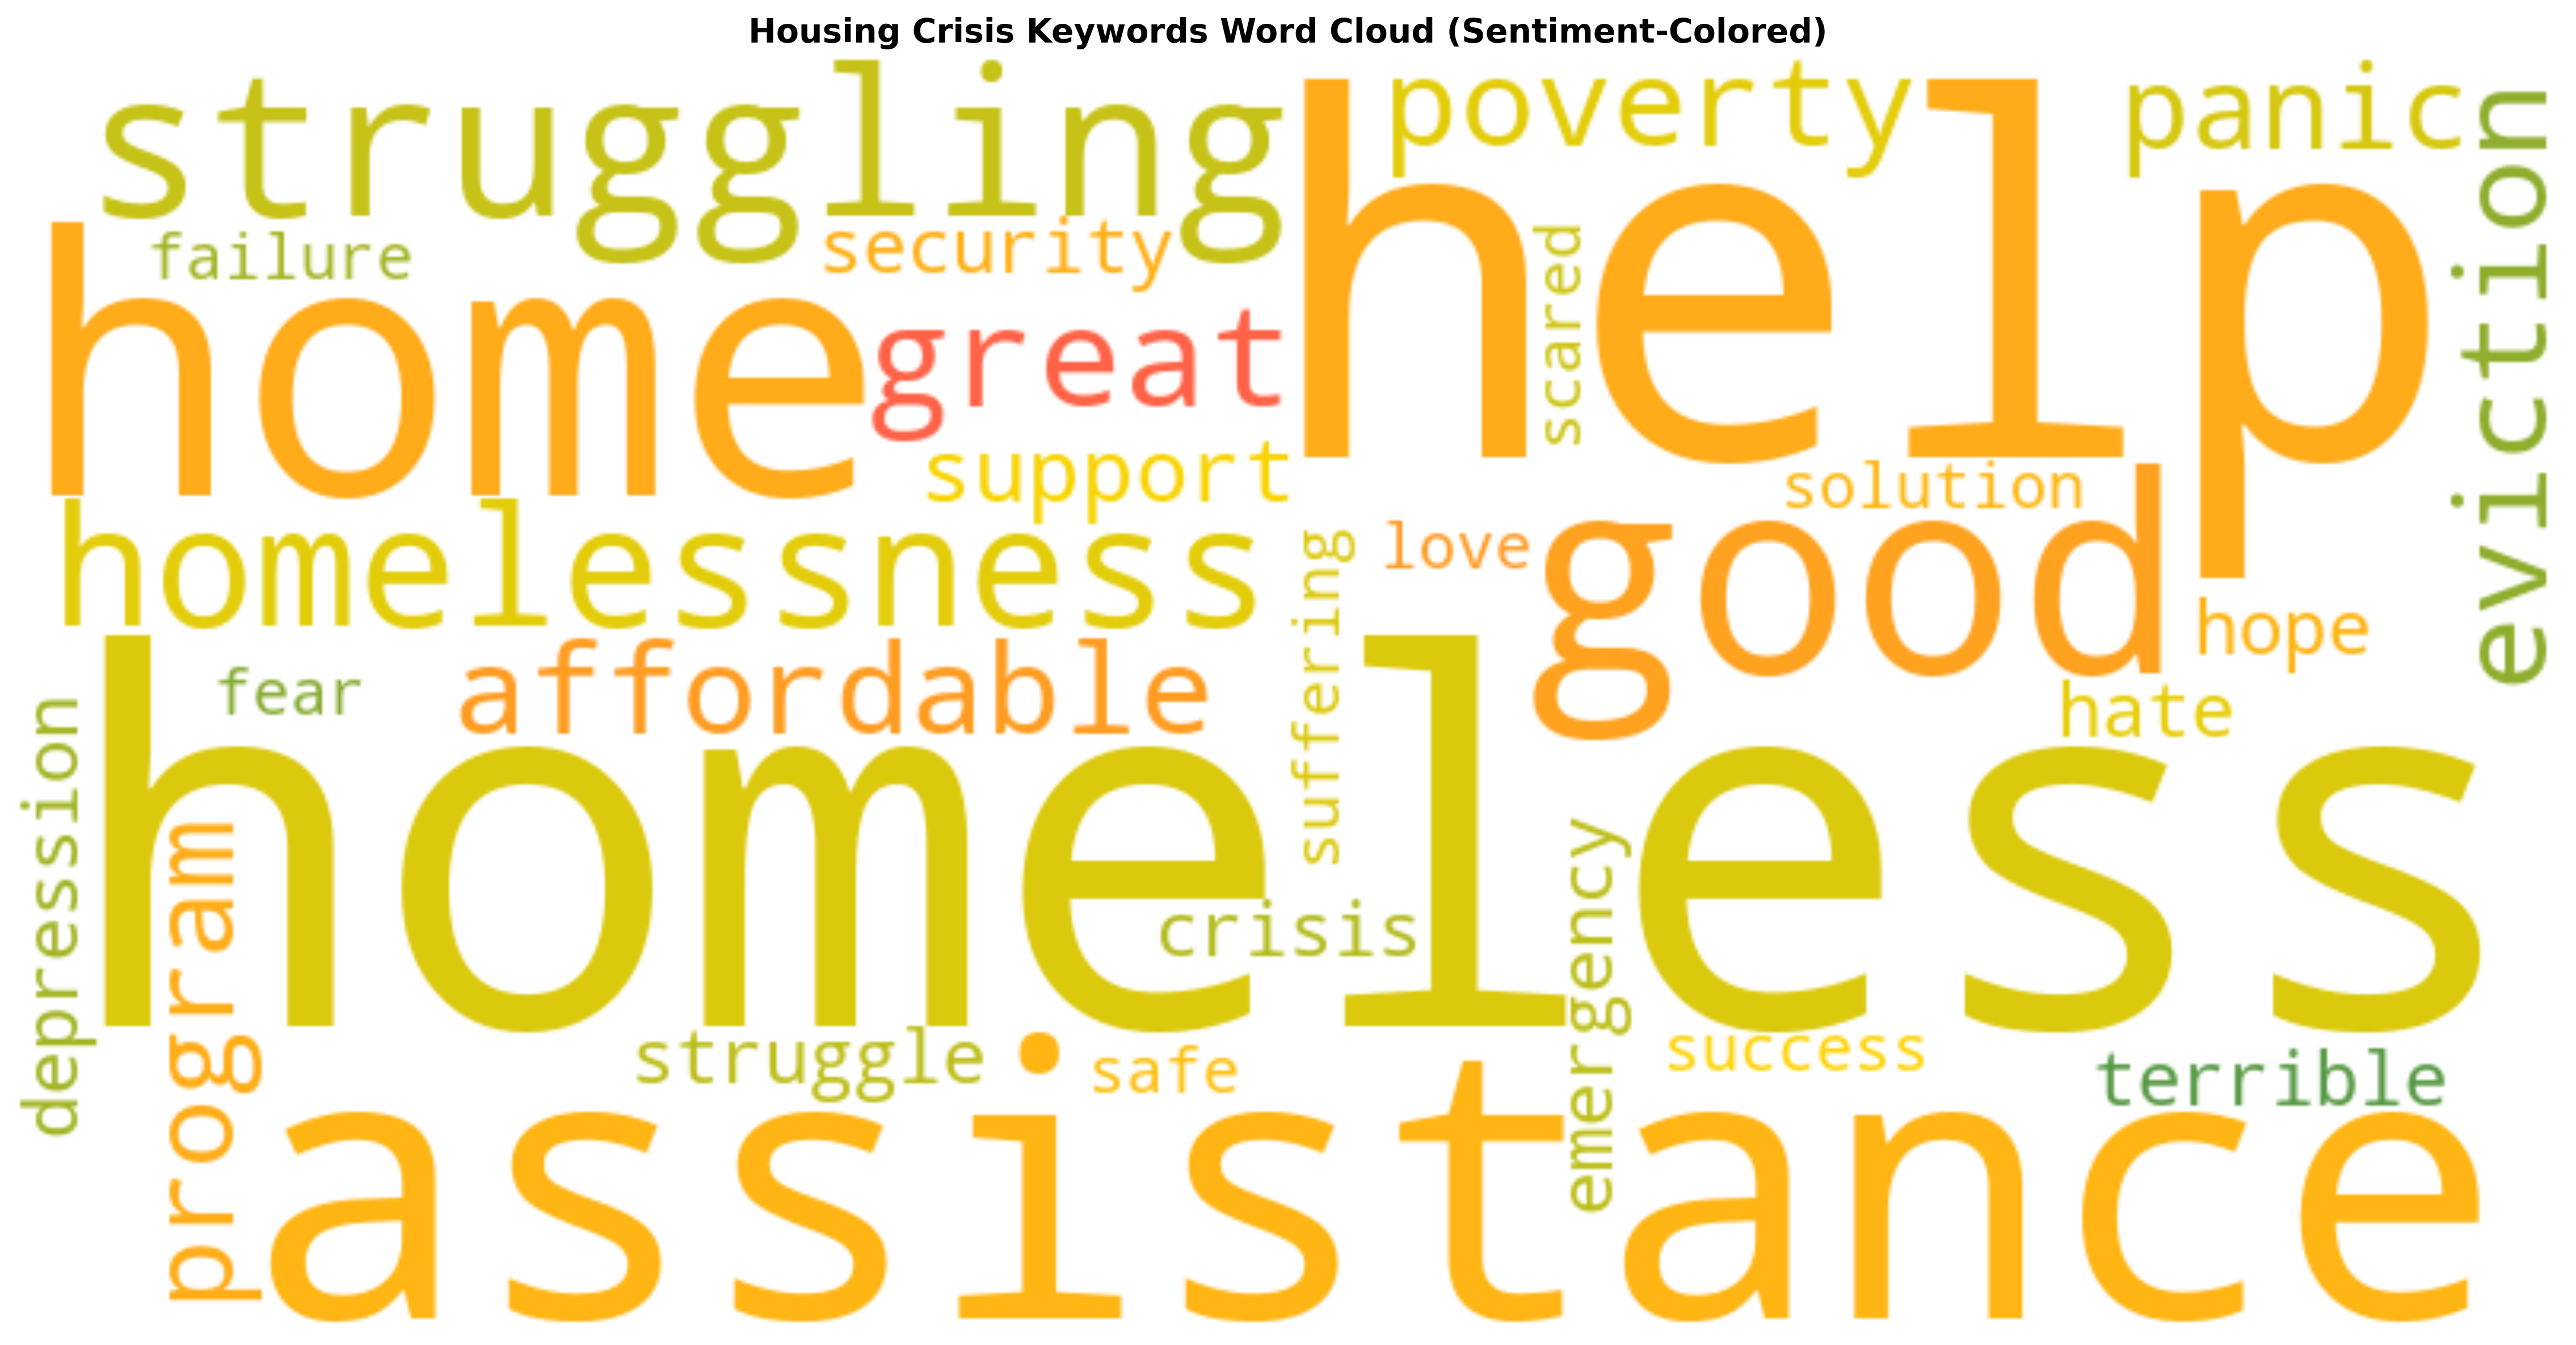 Housing Crisis Keywords Word Cloud (Sentiment-Colored)
struggling
poverty
panic
help
eviction
failure
security
home
great
scared
support
solution
homelessness
love
good
suffering
hope
fear
affordable
hate
depression
homeless
program
crisis
emergency
struggle
safe
success
terrible
assistance